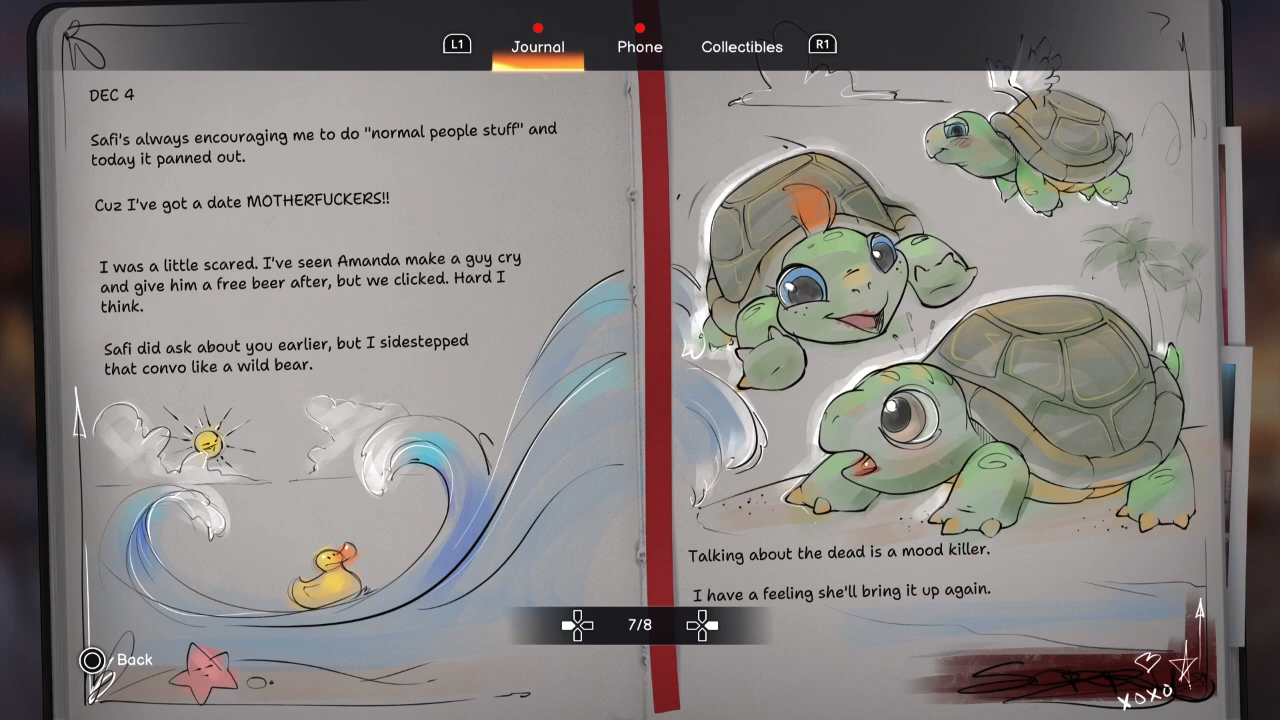 L1 Journal Phone Collectibles R1
DEC 4
Safi's always encouraging me to do "normal people stuff" and
today it panned out.
Cuz I've got a date MOTHERFUCKERS!!
I was a little scared. I've seen Amanda make a guy cry
and give him a free beer after, but we clicked. Hard I
think.
Safi did ask about you earlier, but I sidestepped
that convo like a wild bear.
Talking about the dead is a mood killer.
I have a feeling she'll bring it up again.
7/8
Back
xoxo